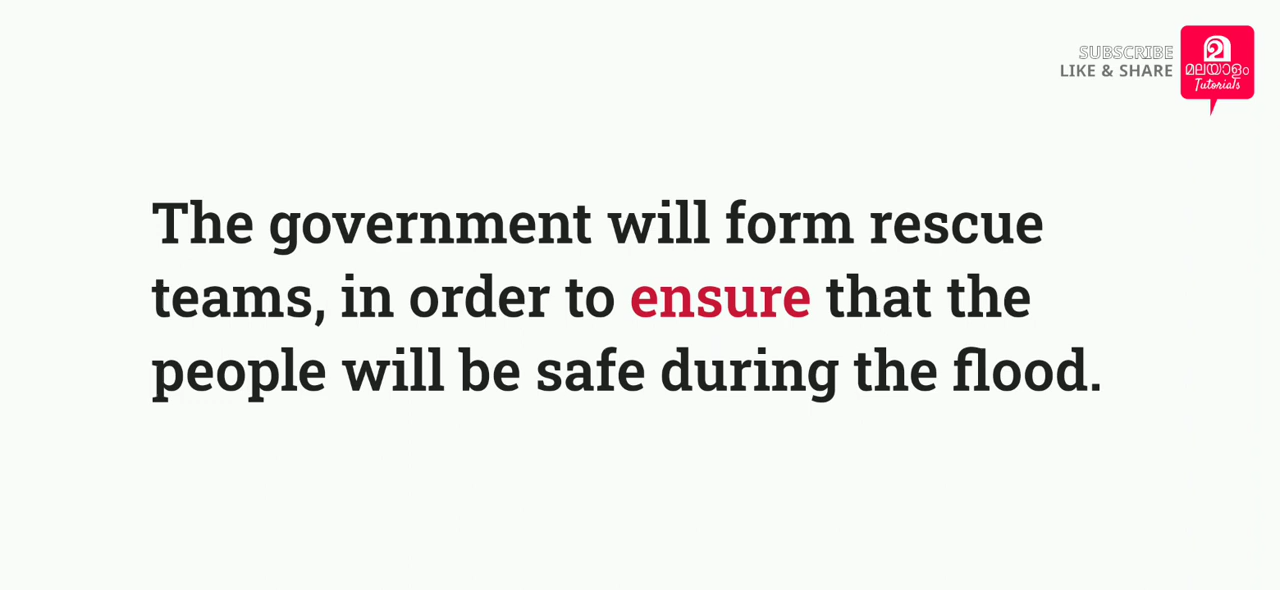 SUBSCRIBE
LIKE & SHARE
മ
മലയാളം
Tutorials
The government will form rescue
teams, in order to ensure that the
people will be safe during the flood.